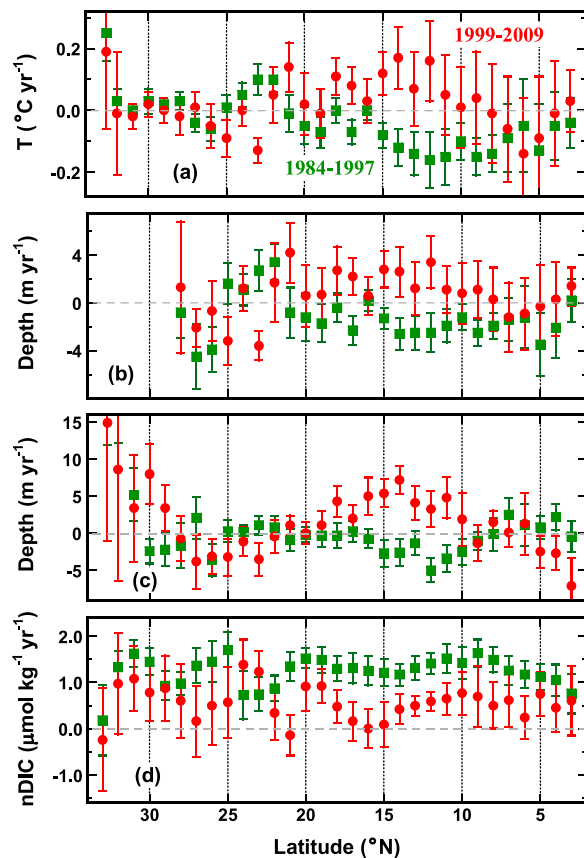 1999-2009
0.2
0.0
-0.2
T (°C yr⁻¹)
1984-1997
(a)
4
0
-4
Depth (m yr⁻¹)
(b)
15
10
5
0
-5
Depth (m yr⁻¹)
(c)
2.0
1.0
0.0
-1.0
nDIC (μmol kg⁻¹ yr⁻¹)
(d)
30 25 20 15 10 5
Latitude (°N)